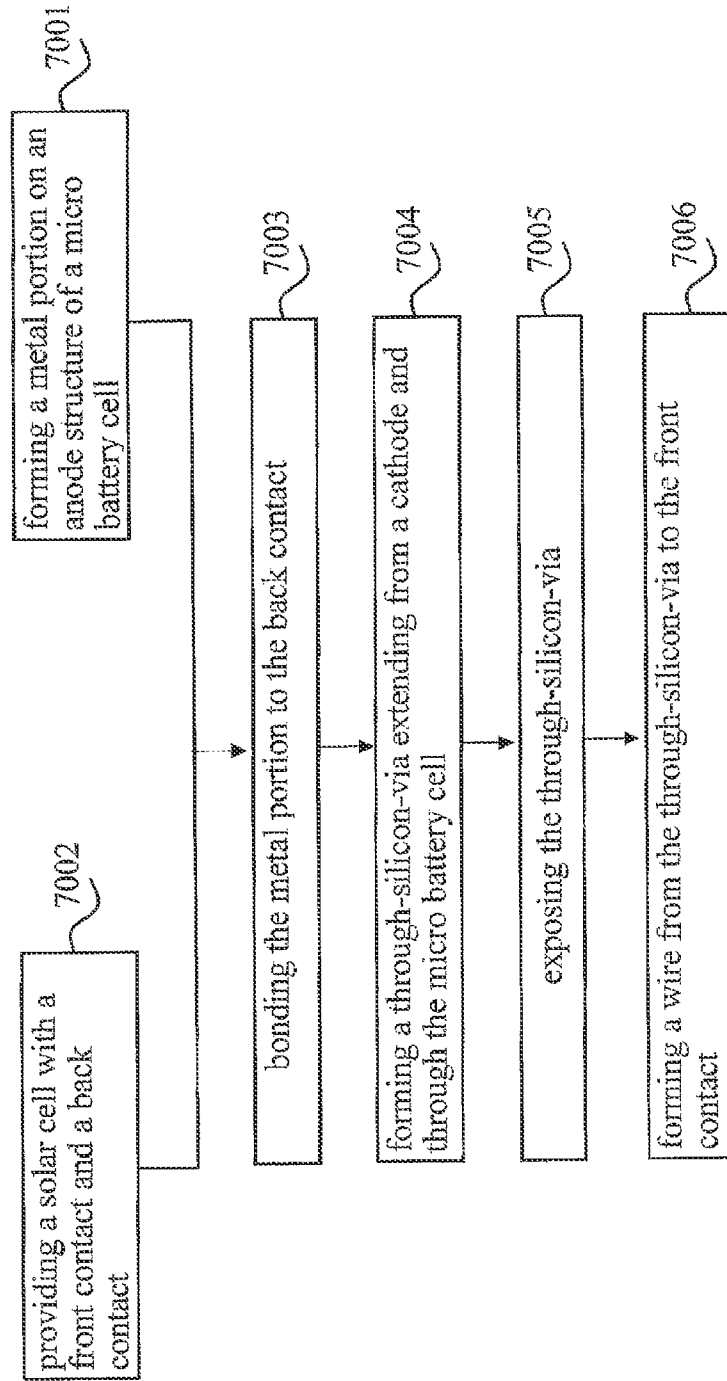 7002
providing a solar cell with a
front contact and a back
contact
7001
forming a metal portion on an
anode structure of a micro
battery cell
7003
bonding the metal portion to the back contact
7004
forming a through-silicon-via extending from a cathode and
through the micro battery cell
7005
exposing the through-silicon-via
7006
forming a wire from the through-silicon-via to the front
contact